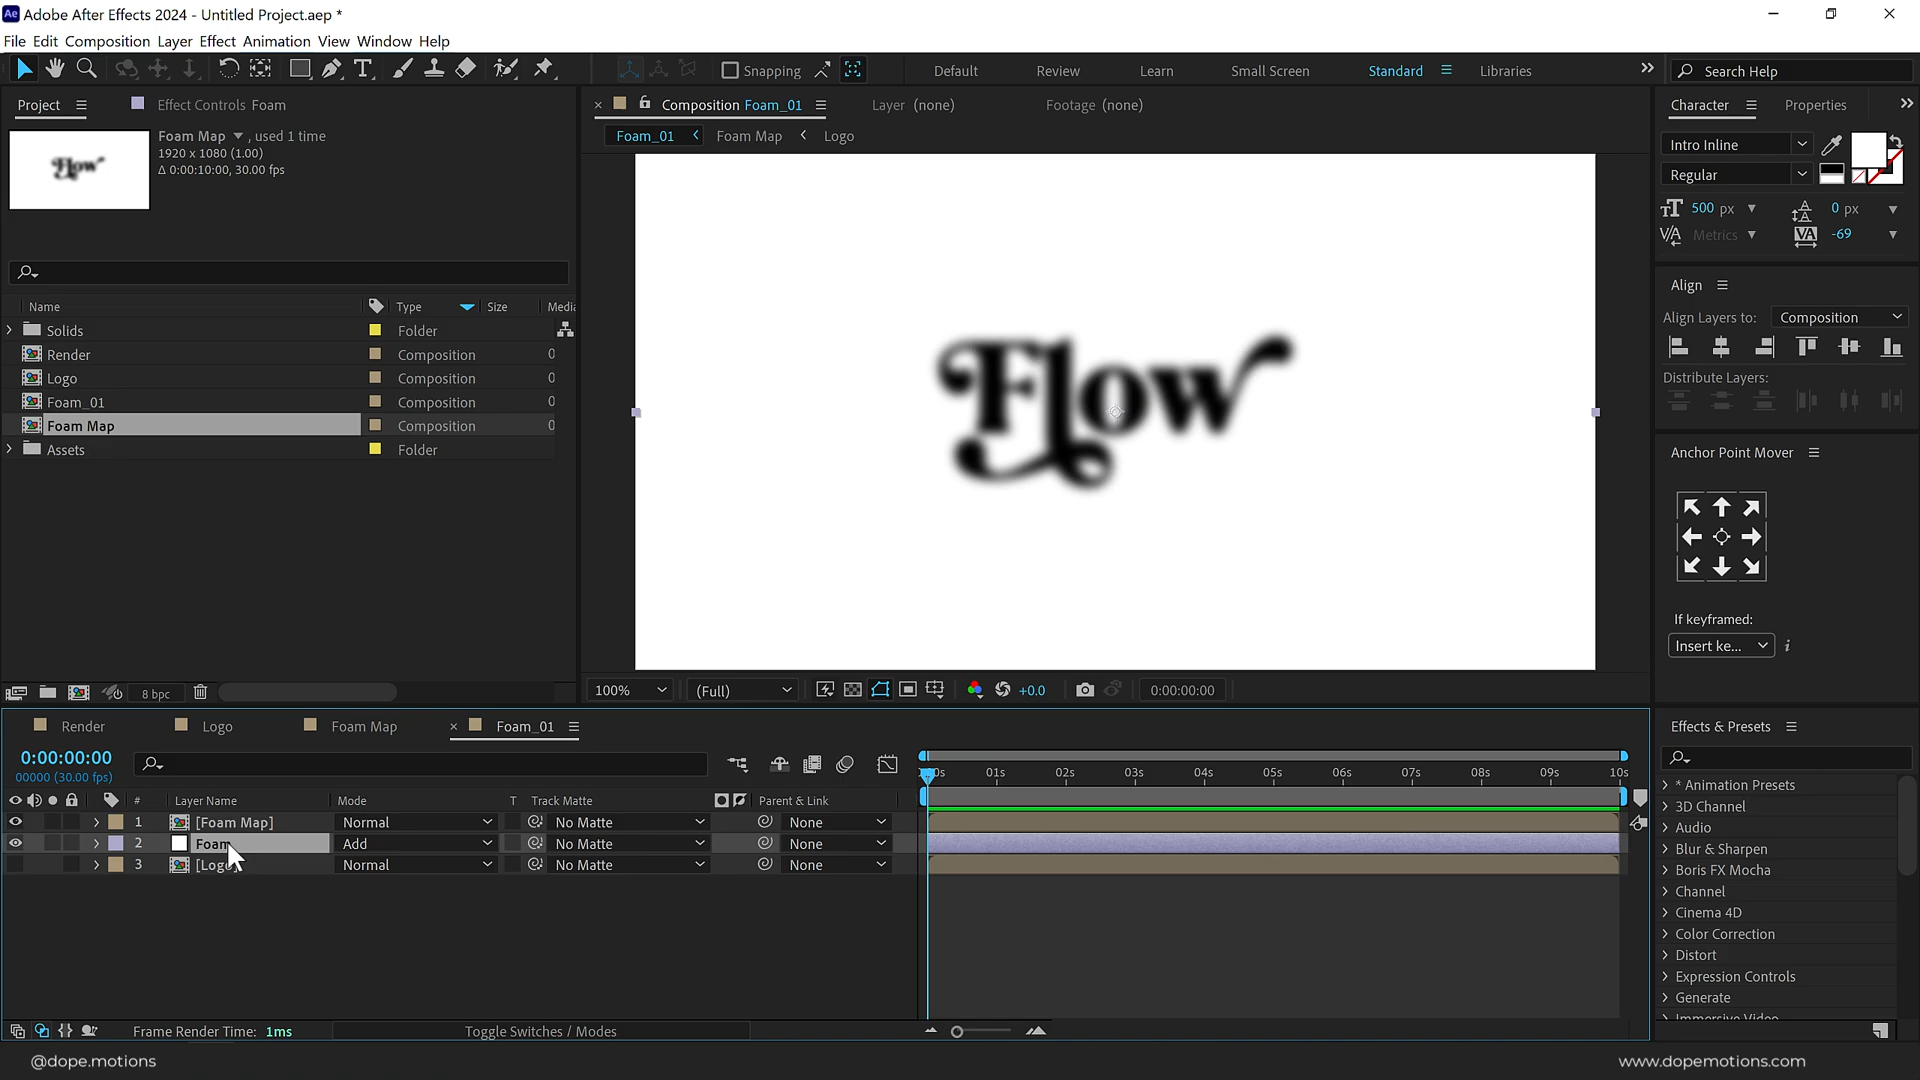 Adobe After Effects 2024 - Untitled Project.aep *
File Edit Composition Layer Effect Animation View Window Help
Snapping
Default
Review
Learn
Small Screen
Standard
Libraries
Search Help
Project
Effect Controls Foam
Composition Foam_01
Layer (none)
Footage (none)
Character
Properties
Foam Map , used 1 time
1920 x 1080 (1.00)
Δ 0:00:10:00, 30.00 fps
Foam_01
Foam Map
Logo
Intro Inline
Regular
500 px
0 px
Metrics
-69
Flow
Name
Type
Size
Media
Solids
Folder
Render
Composition
0
Logo
Composition
0
Foam_01
Composition
0
Foam Map
Composition
0
Assets
Folder
Align
Align Layers to:
Composition
Distribute Layers:
Anchor Point Mover
If keyframed:
Insert ke...
Flow
8 bpc
100%
(Full)
+0.0
0:00:00:00
Render
Logo
Foam Map
Foam_01
0:00:00:00
00000 (30.00 fps)
0s
01s
02s
03s
04s
05s
06s
07s
08s
09s
10s
# Layer Name
Mode
T Track Matte
Parent & Link
1 [Foam Map]
Normal
No Matte
None
2 Foam
Add
No Matte
None
3
Normal
No Matte
None
Frame Render Time: 1ms
Toggle Switches / Modes
Effects & Presets
* Animation Presets
3D Channel
Audio
Blur & Sharpen
Boris FX Mocha
Channel
Cinema 4D
Color Correction
Distort
Expression Controls
Generate
Immersive Video
@dope.motions
www.dopemotions.com